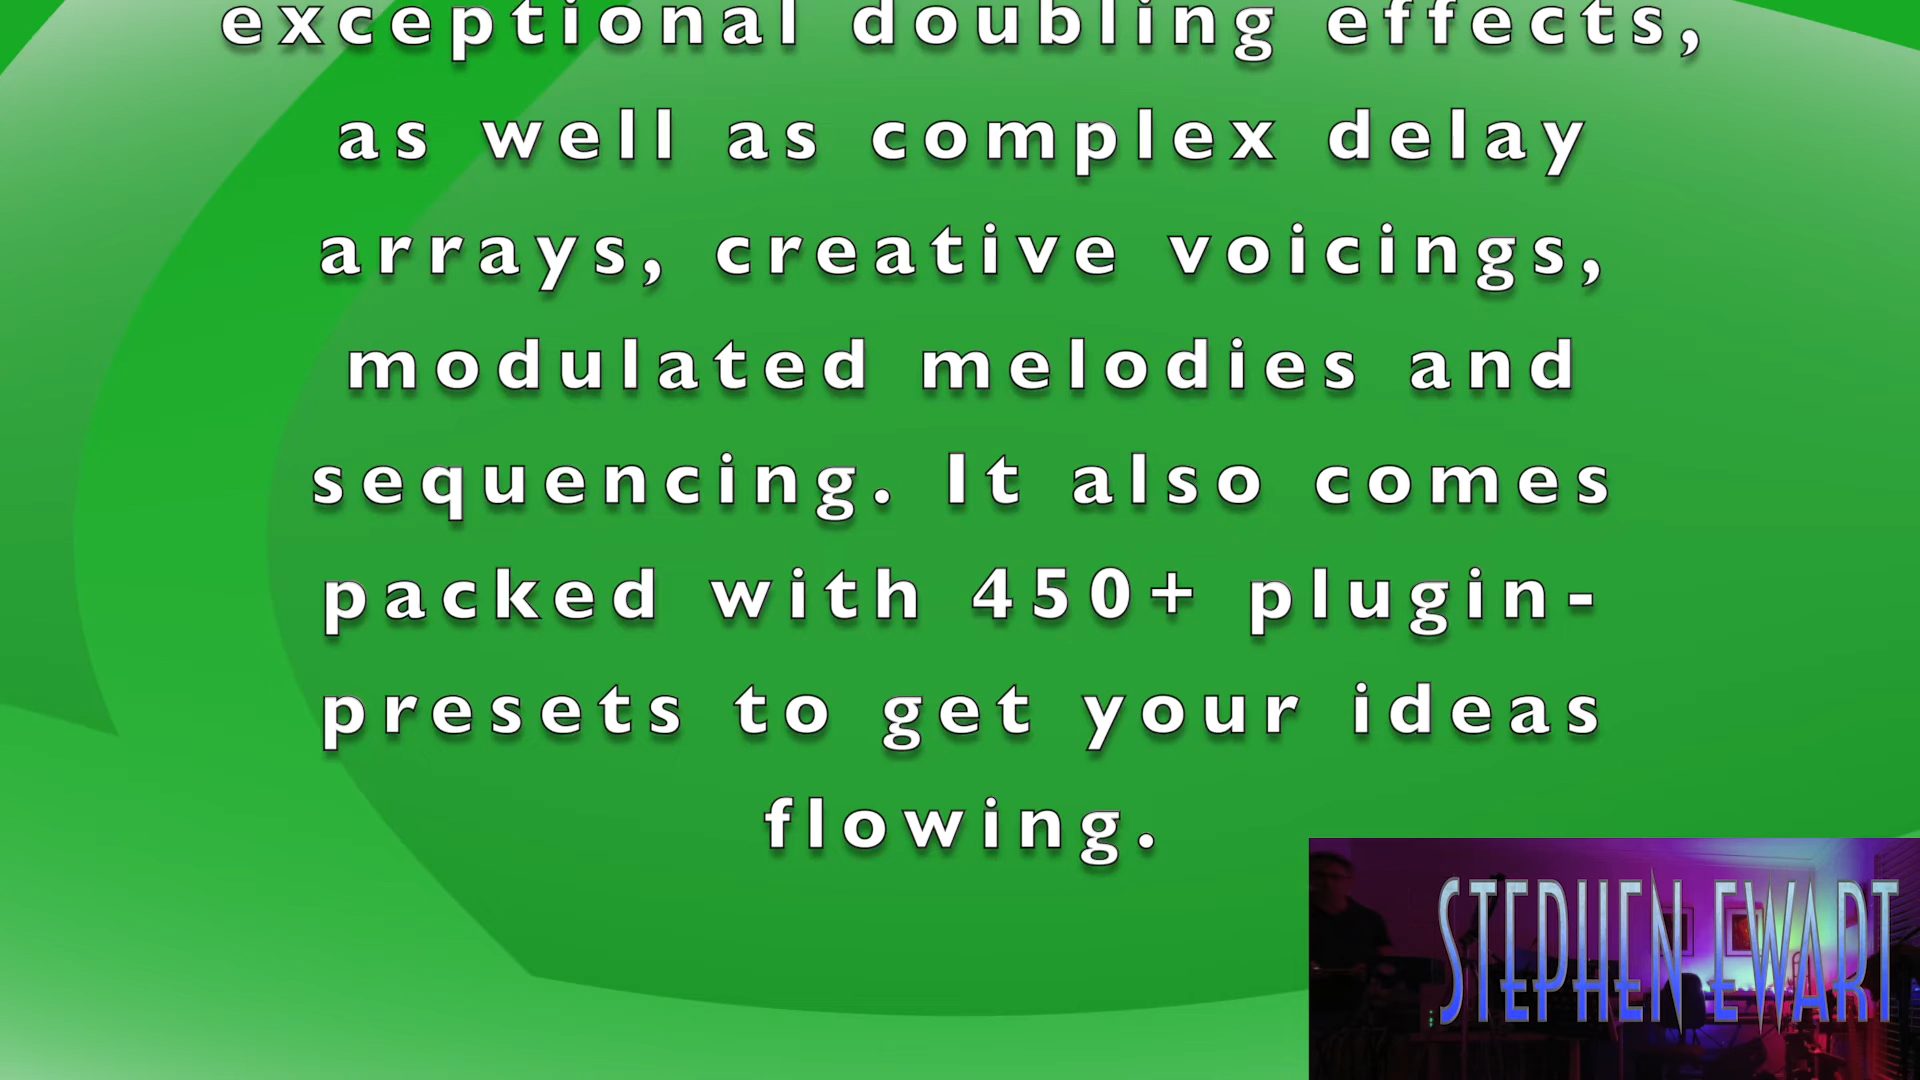 exceptional doubling effects,
as well as complex delay
arrays, creative voicings,
modulated melodies and
sequencing. It also comes
packed with 450+ plugin-
presets to get your ideas
flowing.
STEPHEN EWART